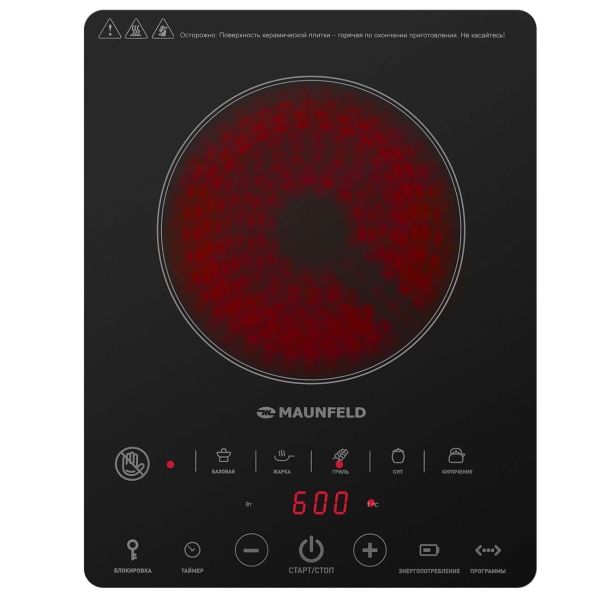 Осторожно: Поверхность керамической плитки – горячая по окончании приготовления. Не касайтесь!
MAUNFELD
БАЗОВАЯ ЖАРКА ГРИЛЬ СУП КИПЯЧЕНИЕ
Вт 600 °C
БЛОКИРОВКА ТАЙМЕР СТАРТ/СТОП ЭНЕРГОПОТРЕБЛЕНИЕ ПРОГРАММЫ